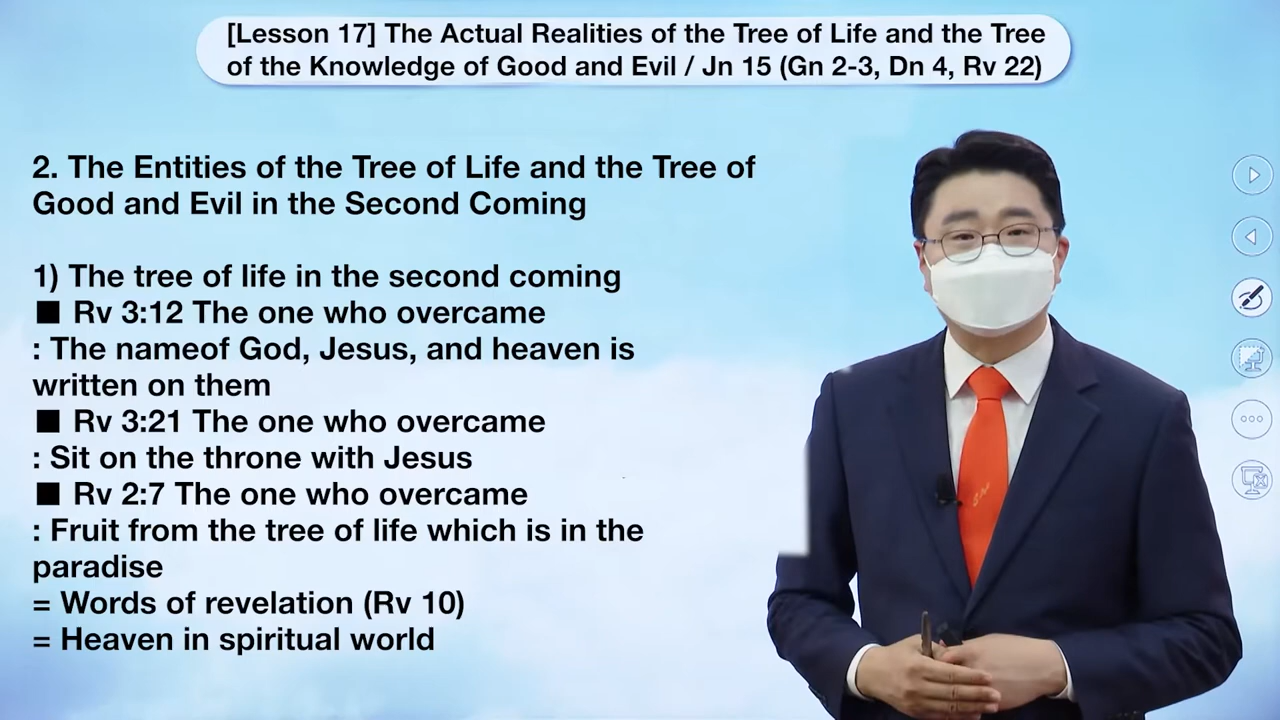 [Lesson 17] The Actual Realities of the Tree of Life and the Tree
of the Knowledge of Good and Evil / Jn 15 (Gn 2-3, Dn 4, Rv 22)
2. The Entities of the Tree of Life and the Tree of
Good and Evil in the Second Coming
1) The tree of life in the second coming
■ Rv 3:12 The one who overcame
: The nameof God, Jesus, and heaven is
written on them
■ Rv 3:21 The one who overcame
: Sit on the throne with Jesus
■ Rv 2:7 The one who overcame
: Fruit from the tree of life which is in the
paradise
= Words of revelation (Rv 10)
= Heaven in spiritual world